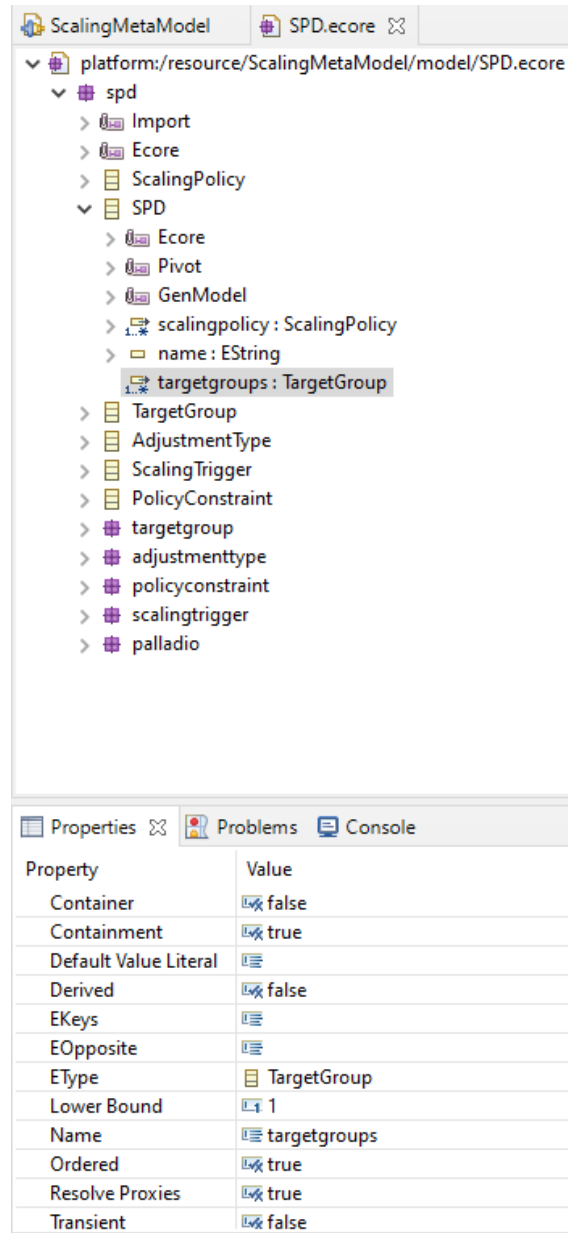 ScalingMetaModel SPD.ecore
platform:/resource/ScalingMetaModel/model/SPD.ecore
spd
Import
Ecore
ScalingPolicy
SPD
Ecore
Pivot
GenModel
1..* scalingpolicy : ScalingPolicy
name : EString
1..* targetgroups : TargetGroup
TargetGroup
AdjustmentType
ScalingTrigger
PolicyConstraint
targetgroup
adjustmenttype
policyconstraint
scalingtrigger
palladio
Properties Problems Console
Property Value
Container false
Containment true
Default Value Literal
Derived false
EKeys
EOpposite
EType TargetGroup
Lower Bound 1
Name targetgroups
Ordered true
Resolve Proxies true
Transient false